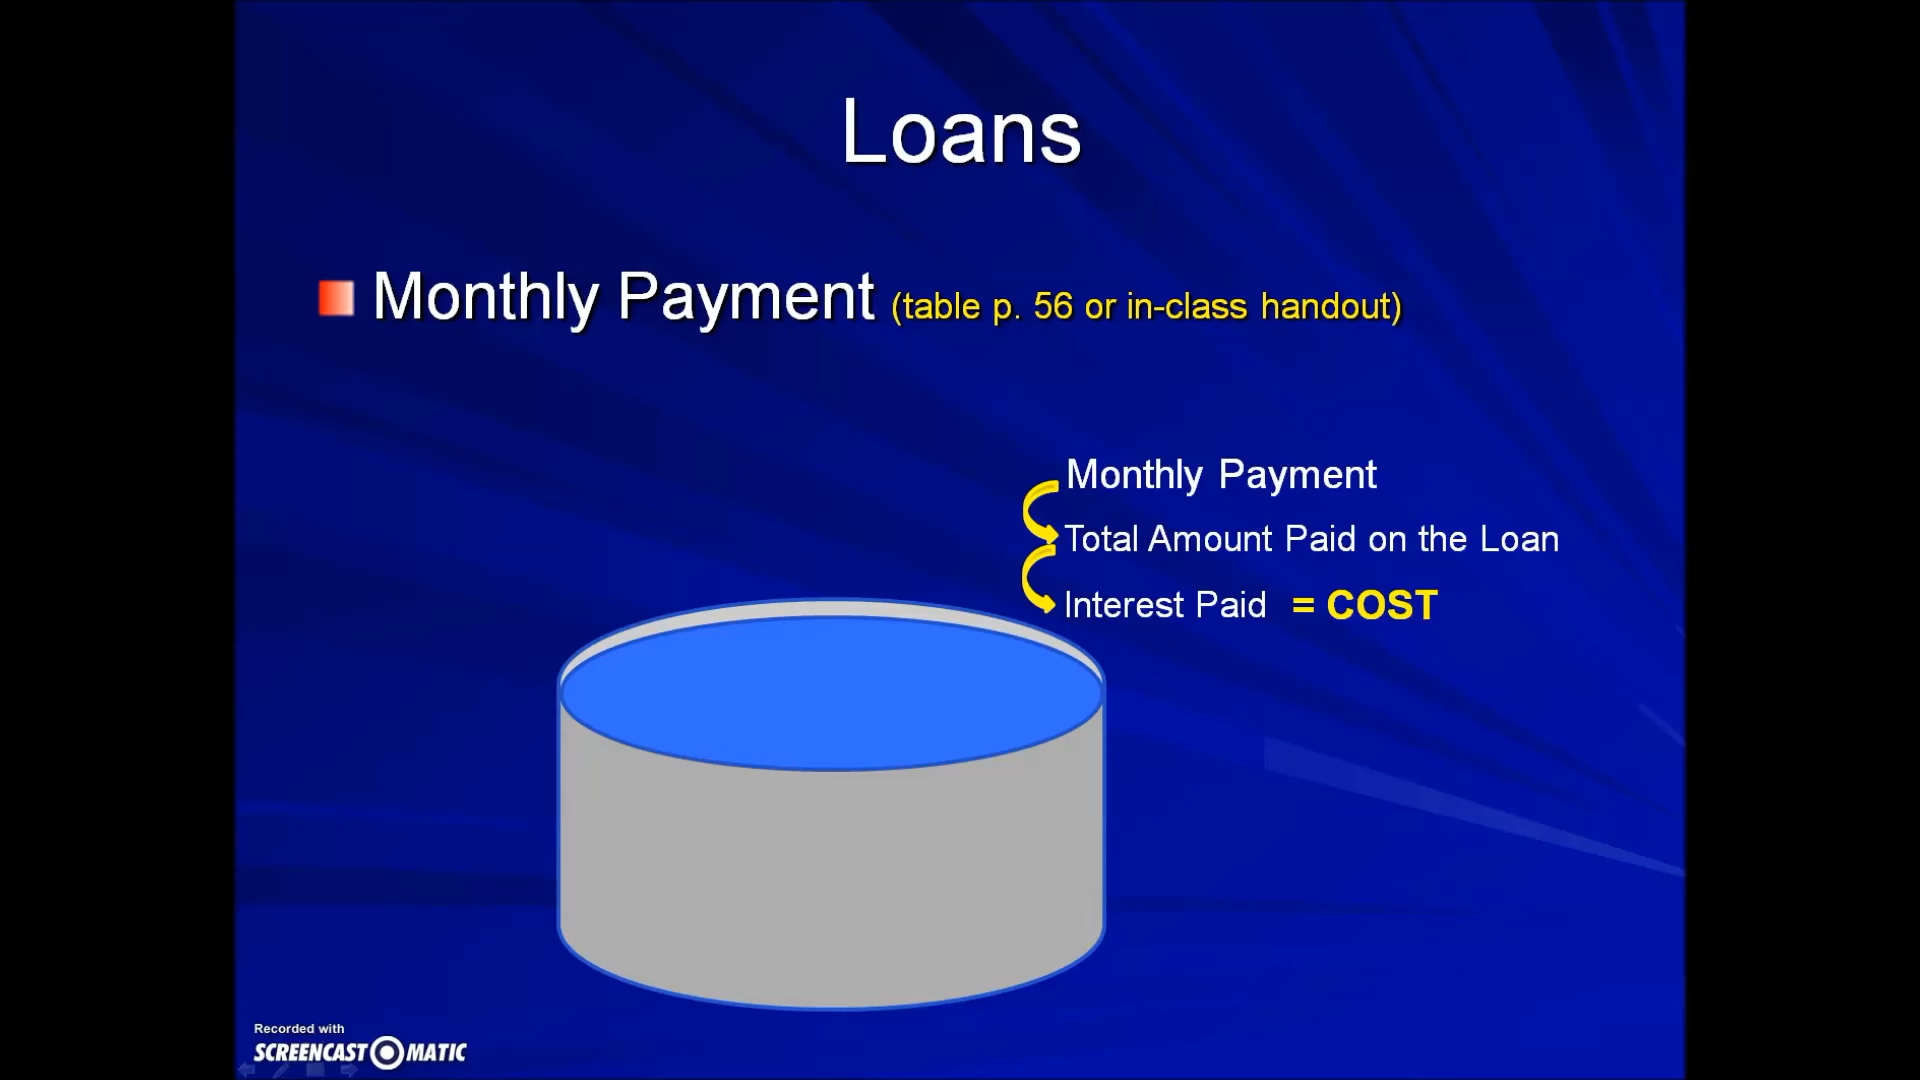 Loans
Monthly Payment (table p. 56 or in-class handout)
Monthly Payment
Total Amount Paid on the Loan
Interest Paid = COST
Recorded with
SCREENCAST MATIC